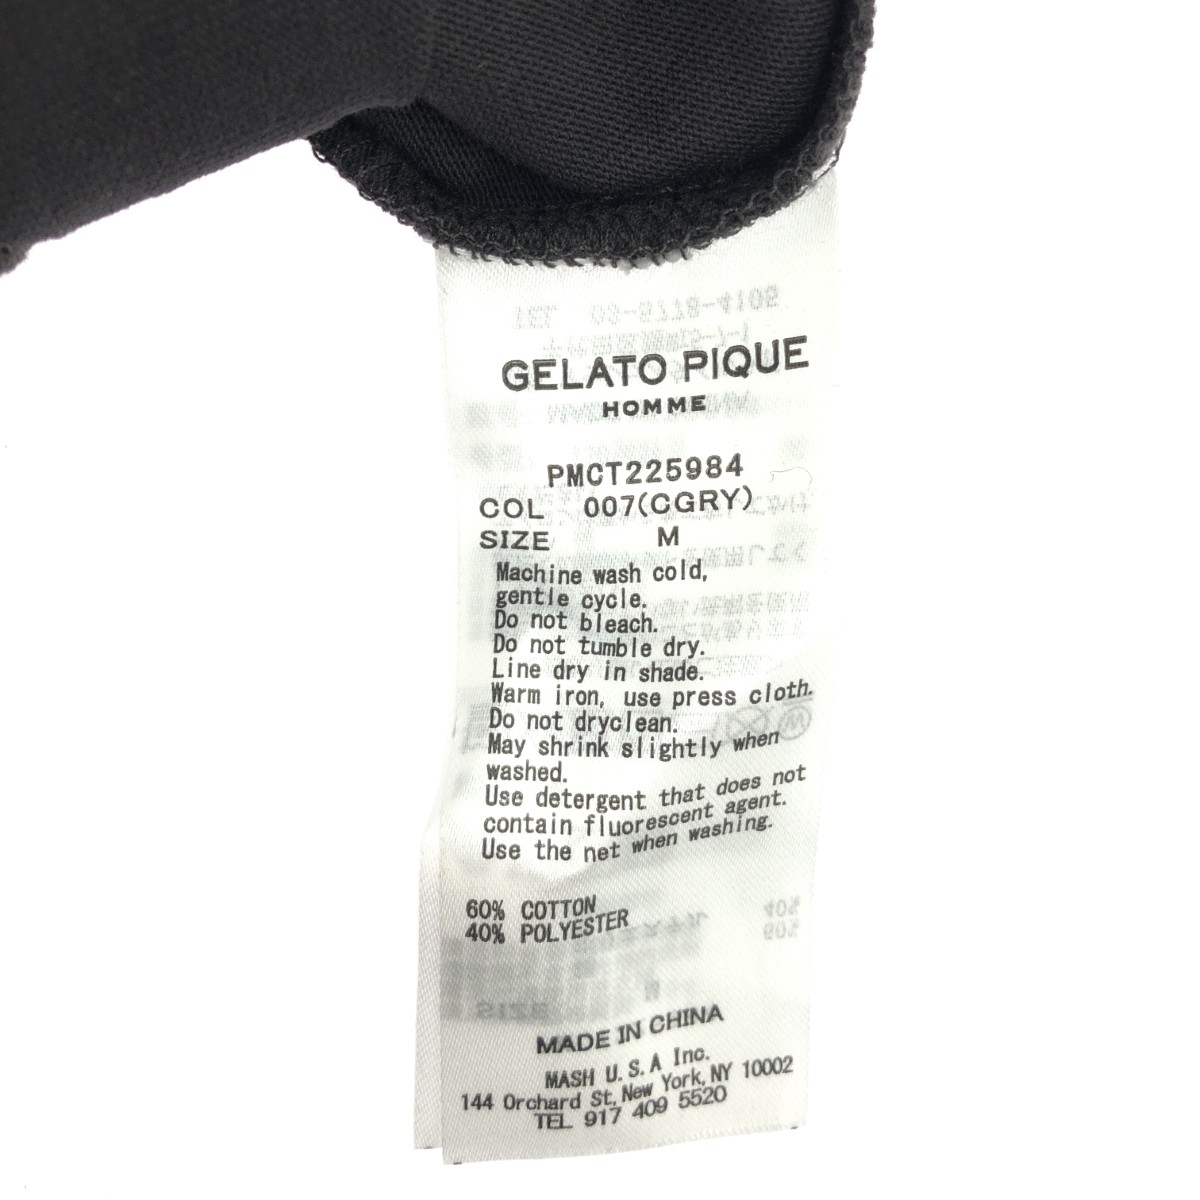 GELATO PIQUE
HOMME
PMCT225984
COL 007(CGRY)
SIZE M
Machine wash cold,
gentle cycle.
Do not bleach.
Do not tumble dry.
Line dry in shade.
Warm iron, use press cloth.
Do not dryclean.
May shrink slightly when
washed.
Use detergent that does not
contain fluorescent agent.
Use the net when washing.
60% COTTON
40% POLYESTER
MADE IN CHINA
MASH U.S.A Inc.
144 Orchard St, New York, NY 10002
TEL 917 409 5520